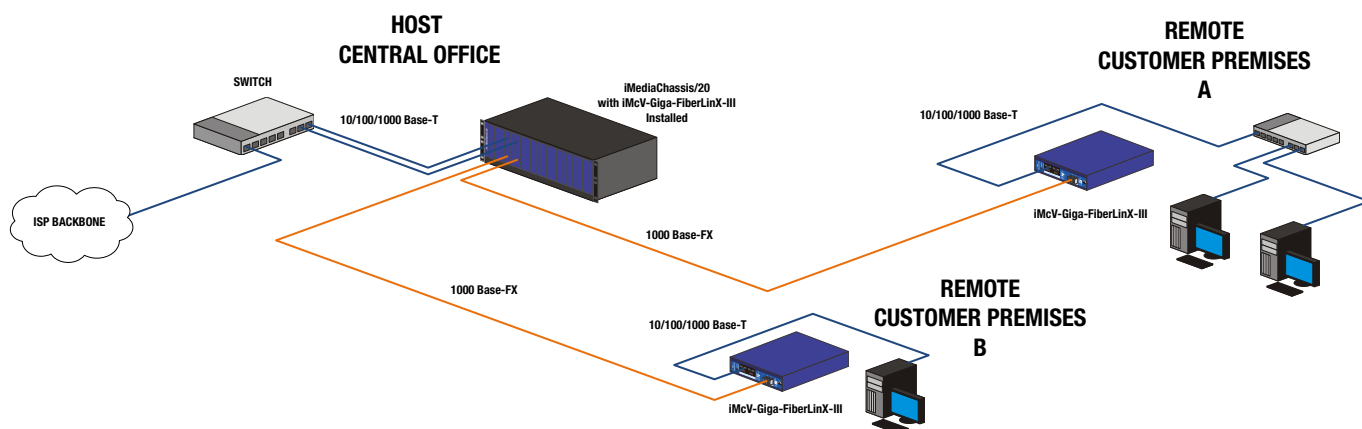 HOST
CENTRAL OFFICE
SWITCH
10/100/1000 Base-T
iMediaChassis/20
with iMcV-Giga-FiberLinX-III
Installed
ISP BACKBONE
1000 Base-FX
1000 Base-FX
REMOTE
CUSTOMER PREMISES
A
10/100/1000 Base-T
iMcV-Giga-FiberLinX-III
REMOTE
CUSTOMER PREMISES
B
10/100/1000 Base-T
iMcV-Giga-FiberLinX-III